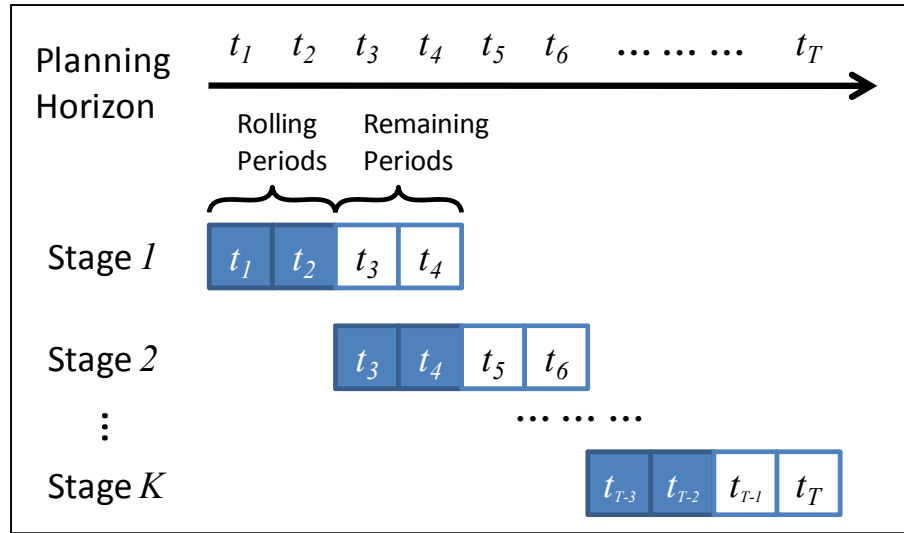 Planning Horizon
t1 t2 t3 t4 t5 t6 ... ... ... tT
Rolling Periods
Remaining Periods
Stage 1
t1 t2 t3 t4
Stage 2
t3 t4 t5 t6
⋮
... ... ...
Stage K
tT-3 tT-2 tT-1 tT